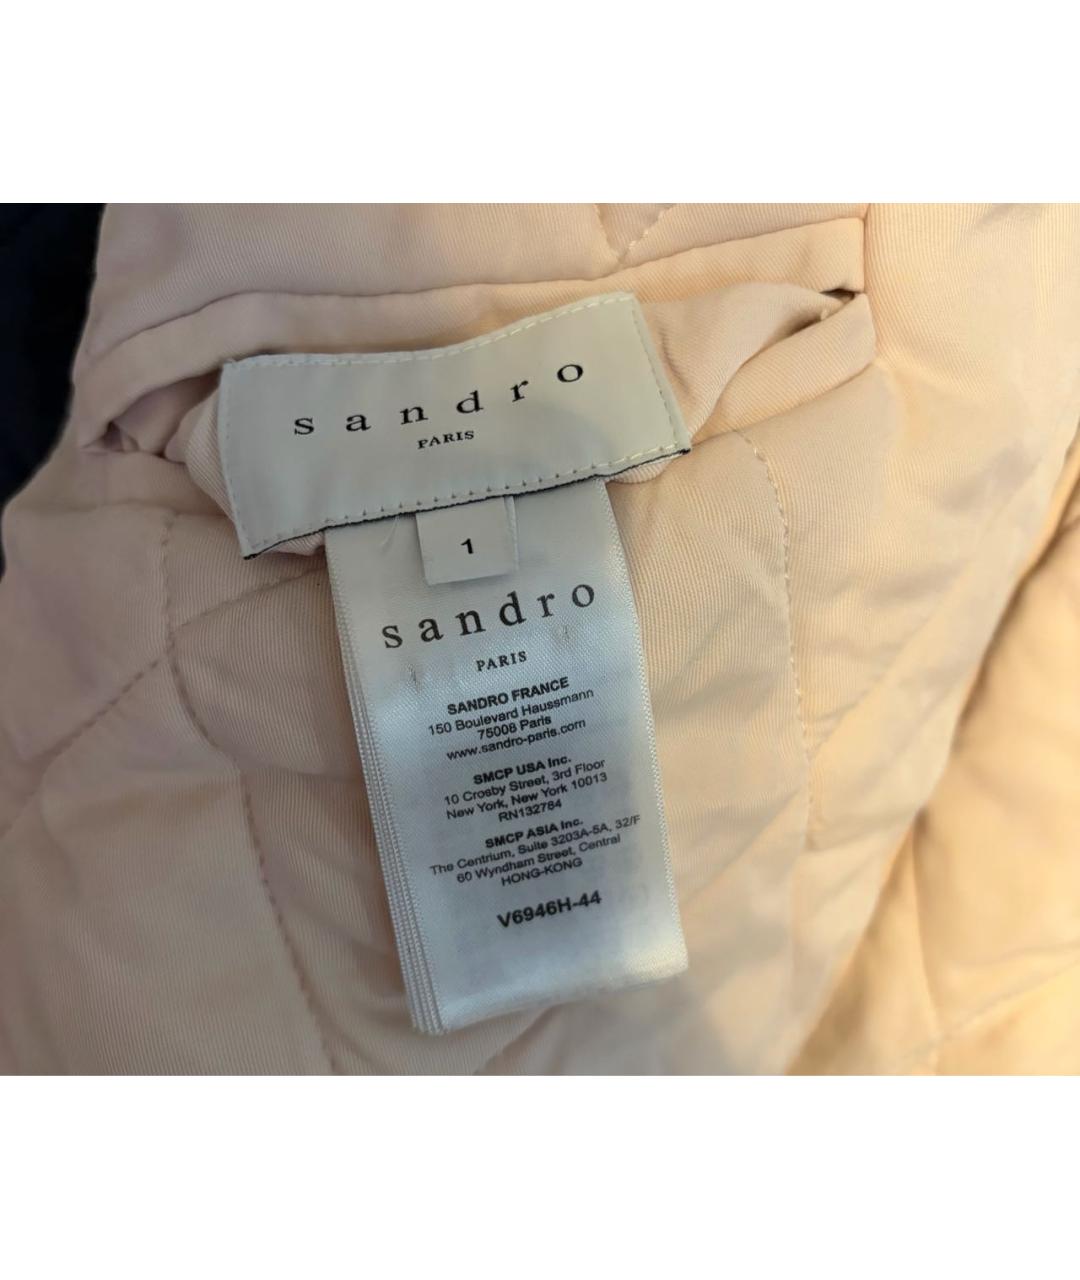 sandro
PARIS
1
sandro
PARIS
SANDRO FRANCE
150 Boulevard Haussmann
75008 Paris
www.sandro-paris.com
SMCP USA Inc.
10 Crosby Street, 3rd Floor
New York, New York 10013
RN132784
SMCP ASIA Inc.
The Centrium, Suite 3203A-5A, 32/F
60 Wyndham Street, Central
HONG-KONG
V6946H-44